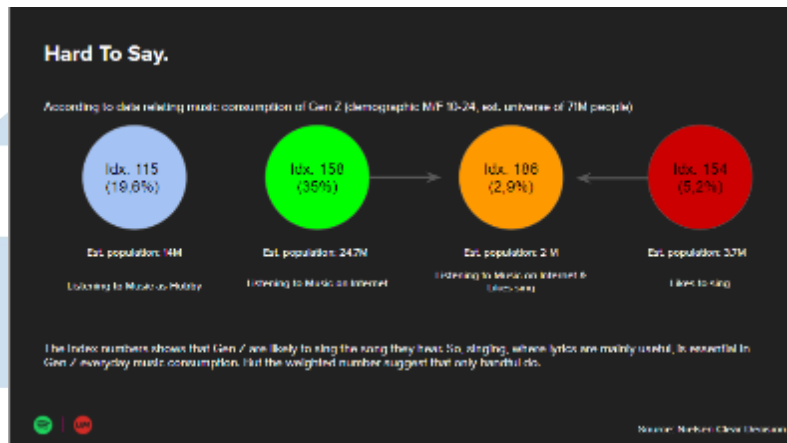 Hard To Say.
According to data relating music consumption of Gen Z (demographic M/F 10-24, est. universe of 71M people)
Idx. 115
(19,6%)
Idx. 158
(35%)
Idx. 186
(2,9%)
Idx. 154
(5,2%)
Est. population: 14M
Est. population: 24.7M
Est. population: 2 M
Est. population: 3.7M
Listening to Music as Hobby
Listening to Music on Internet
Listening to Music on Internet &
Likes sing
Likes to sing
The Index numbers shows that Gen Z are likely to sing the song they hear. So, singing, where lyrics are mainly useful, is essential in
Gen Z everyday music consumption. But the weighted number suggest that only handful do.
Source: Nielsen Clear Decision